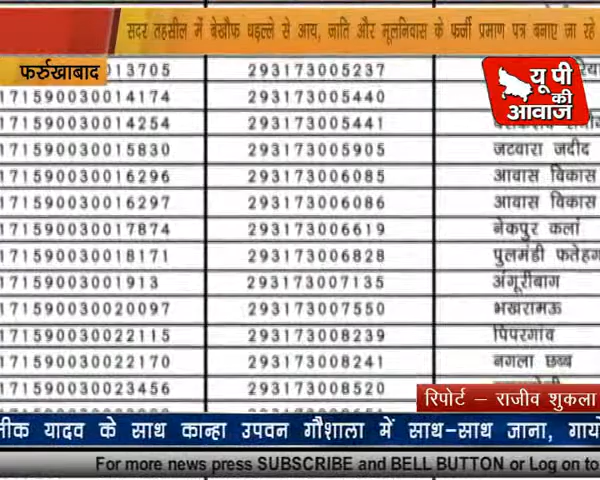 सदर तहसील में बेखौफ धड़ल्ले से आय, जाति और मूलनिवास के फर्जी प्रमाण पत्र बनाए जा रहे
फर्रुखाबाद
यू पी
की
आवाज
13705 293173005237
171590030014174 293173005440
171590030014254 293173005441
171590030015830 293173005905 जटवारा जदीद
171590030016296 293173006085 आवास विकास
171590030016297 293173006086 आवास विकास
171590030017874 293173006619 नेकपुर कलां
171590030018171 293173006828 पुलमंडी फतेहग
17159003001913 293173007135 अंगूरीबाग
171590030020097 293173007550 भखरामऊ
171590030022115 293173008239 पिपरगांव
171590030022170 293173008241 नगला छब्ब
171590030023456 293173008520
रिपोर्ट – राजीव शुकला
नीक यादव के साथ कान्हा उपवन गौशाला में साथ-साथ जाना, गायो
For more news press SUBSCRIBE and BELL BUTTON or Log on to